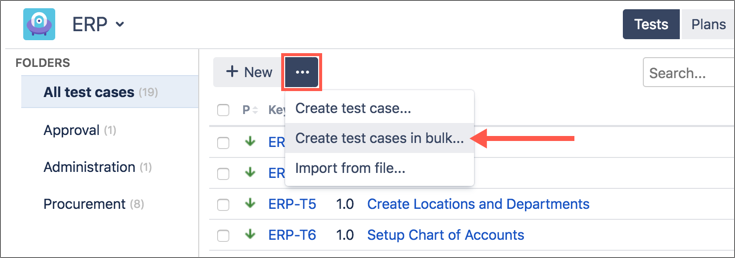 ERP
Tests Plans
FOLDERS
All test cases (19)
Approval (1)
Administration (1)
Procurement (8)
+ New ...
Search...
P Key
Create test case...
Create test cases in bulk...
Import from file...
ERP-T5 1.0 Create Locations and Departments
ERP-T6 1.0 Setup Chart of Accounts